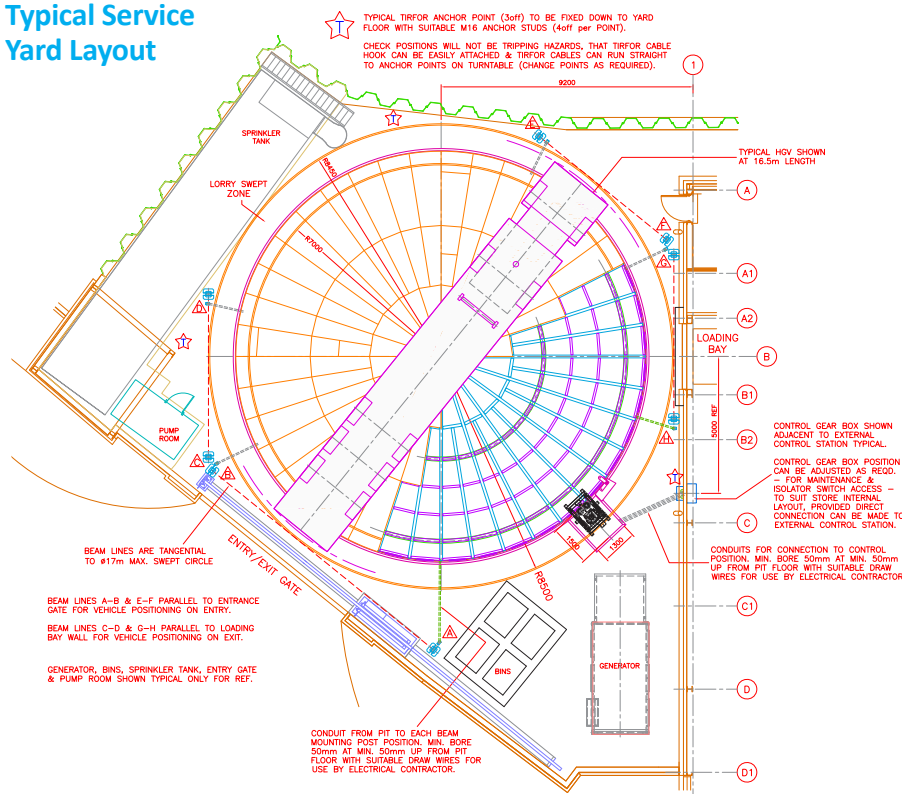 Typical Service
Yard Layout
T
TYPICAL TIRFOR ANCHOR POINT (3off) TO BE FIXED DOWN TO YARD
FLOOR WITH SUITABLE M16 ANCHOR STUDS (4off per POINT).
CHECK POSITIONS WILL NOT BE TRIPPING HAZARDS, THAT TIRFOR CABLE
HOOK CAN BE EASILY ATTACHED & TIRFOR CABLES CAN RUN STRAIGHT
TO ANCHOR POINTS ON TURNTABLE (CHANGE POINTS AS REQUIRED).
1
9200
T
E
SPRINKLER
TANK
TYPICAL HGV SHOWN
AT 16.5m LENGTH
R8450
LORRY SWEPT
ZONE
A
F
R7000
G
A1
D
A2
T
LOADING
BAY
B
B1
5000 REF
PUMP
ROOM
H
B2
CONTROL GEAR BOX SHOWN
ADJACENT TO EXTERNAL
CONTROL STATION TYPICAL.
C
B
T
CONTROL GEAR BOX POSITION
CAN BE ADJUSTED AS REQD.
– FOR MAINTENANCE &
ISOLATOR SWITCH ACCESS –
TO SUIT STORE INTERNAL
LAYOUT, PROVIDED DIRECT
CONNECTION CAN BE MADE TO
EXTERNAL CONTROL STATION.
C
1500
1300
BEAM LINES ARE TANGENTIAL
TO ø17m MAX. SWEPT CIRCLE
ENTRY/EXIT GATE
R8500
CONDUITS FOR CONNECTION TO CONTROL
POSITION. MIN. BORE 50mm AT MIN. 50mm
UP FROM PIT FLOOR WITH SUITABLE DRAW
WIRES FOR USE BY ELECTRICAL CONTRACTOR
BEAM LINES A–B & E–F PARALLEL TO ENTRANCE
GATE FOR VEHICLE POSITIONING ON ENTRY.
C1
BEAM LINES C–D & G–H PARALLEL TO LOADING
BAY WALL FOR VEHICLE POSITIONING ON EXIT.
A
GENERATOR, BINS, SPRINKLER TANK, ENTRY GATE
& PUMP ROOM SHOWN TYPICAL ONLY FOR REF.
BINS
GENERATOR
D
CONDUIT FROM PIT TO EACH BEAM
MOUNTING POST POSITION. MIN. BORE
50mm AT MIN. 50mm UP FROM PIT
FLOOR WITH SUITABLE DRAW WIRES FOR
USE BY ELECTRICAL CONTRACTOR.
D1